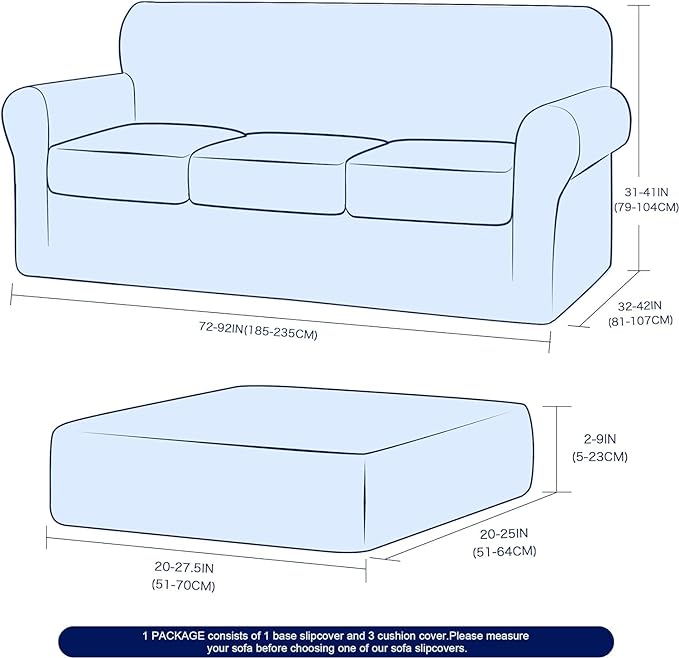 31-41IN
(79-104CM)
32-42IN
(81-107CM)
72-92IN(185-235CM)
2-9IN
(5-23CM)
20-25IN
(51-64CM)
20-27.5IN
(51-70CM)
1 PACKAGE consists of 1 base slipcover and 3 cushion cover.Please measure
your sofa before choosing one of our sofa slipcovers.